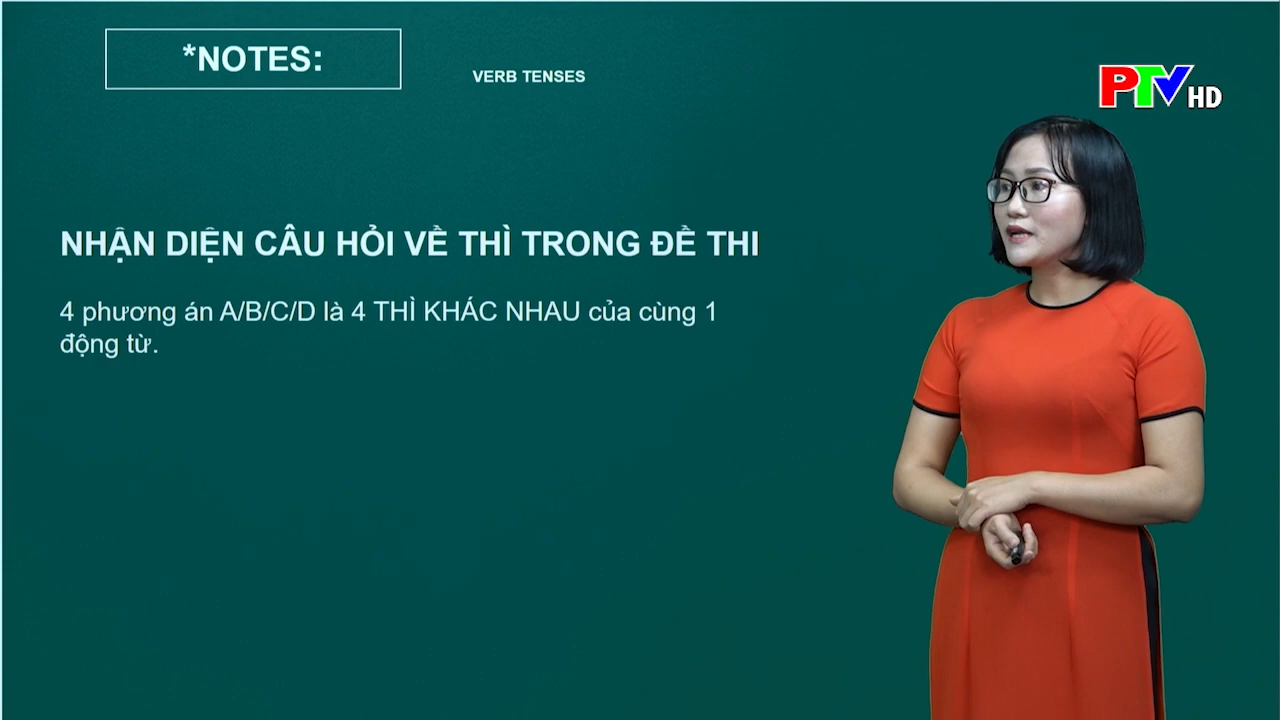 *NOTES:
VERB TENSES
PTV HD
NHẬN DIỆN CÂU HỎI VỀ THÌ TRONG ĐỀ THI
4 phương án A/B/C/D là 4 THÌ KHÁC NHAU của cùng 1
động từ.